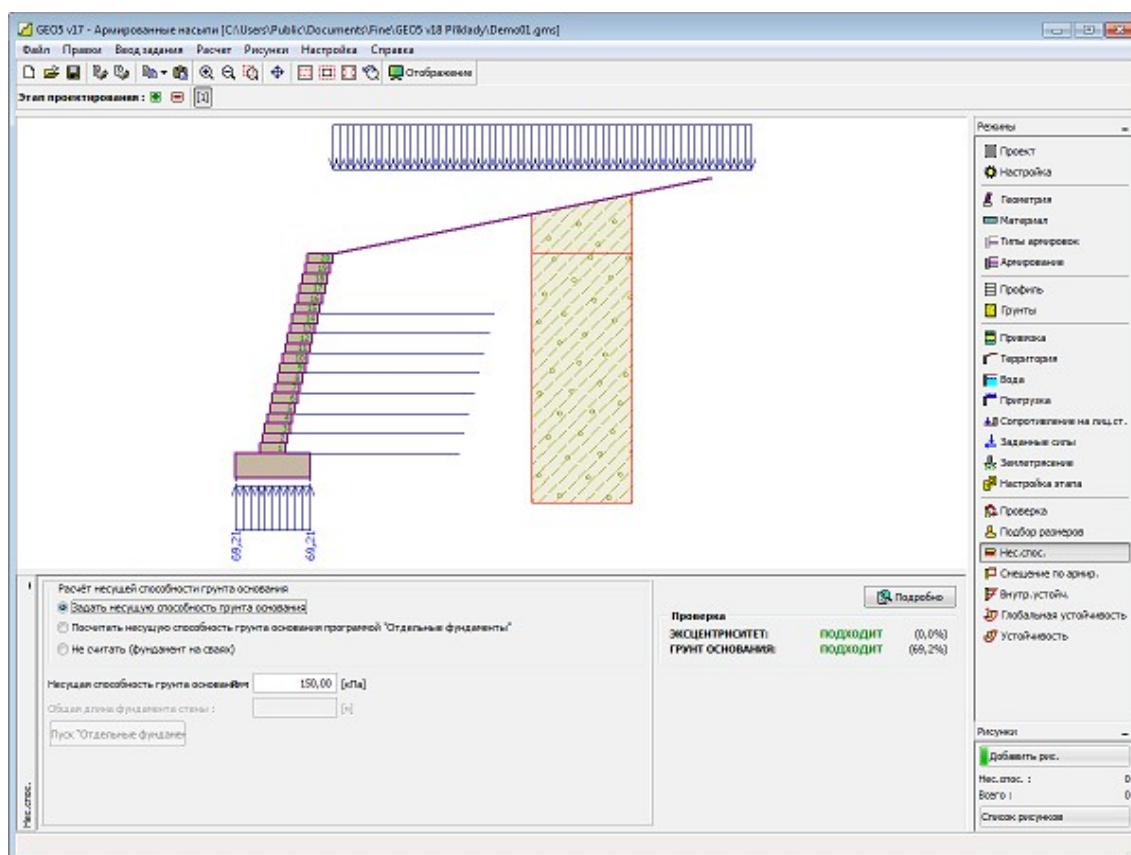 GEO5 v17 - Армированные насыпи [C:\Users\Public\Documents\Fine\GEO5 v18 Příklady\Demo01.gms]
Файл Правки Ввод задания Расчет Рисунки Настройка Справка
Отображение
Этап проектирования : [1]
Режимы
Проект
Настройка
Геометрия
Материал
Типы армировок
Армирование
Профиль
Грунты
Привязка
Территория
Вода
Пригрузка
Сопротивление на лиц.ст.
Заданные силы
Землетрясение
Настройка этапа
Проверка
Подбор размеров
Нес.спос.
Смещение по армир.
Внутр.устойч.
Глобальная устойчивость
Устойчивость
69,21 69,21
Расчёт несущей способности грунта основания
Задать несущую способность грунта основания
Посчитать несущую способность грунта основания программой "Отдельные фундаменты"
Не считать (фундамент на сваях)
Несущая способность грунта основания 150,00 [кПа]
Общая длина фундамента стены : [м]
Пуск "Отдельные фундамен
Подробно
Проверка
ЭКСЦЕНТРИСИТЕТ: ПОДХОДИТ (0,0%)
ГРУНТ ОСНОВАНИЯ: ПОДХОДИТ (69,2%)
Нес.спос.
Рисунки
Добавить рис.
Нес.спос. : 0
Всего : 0
Список рисунков